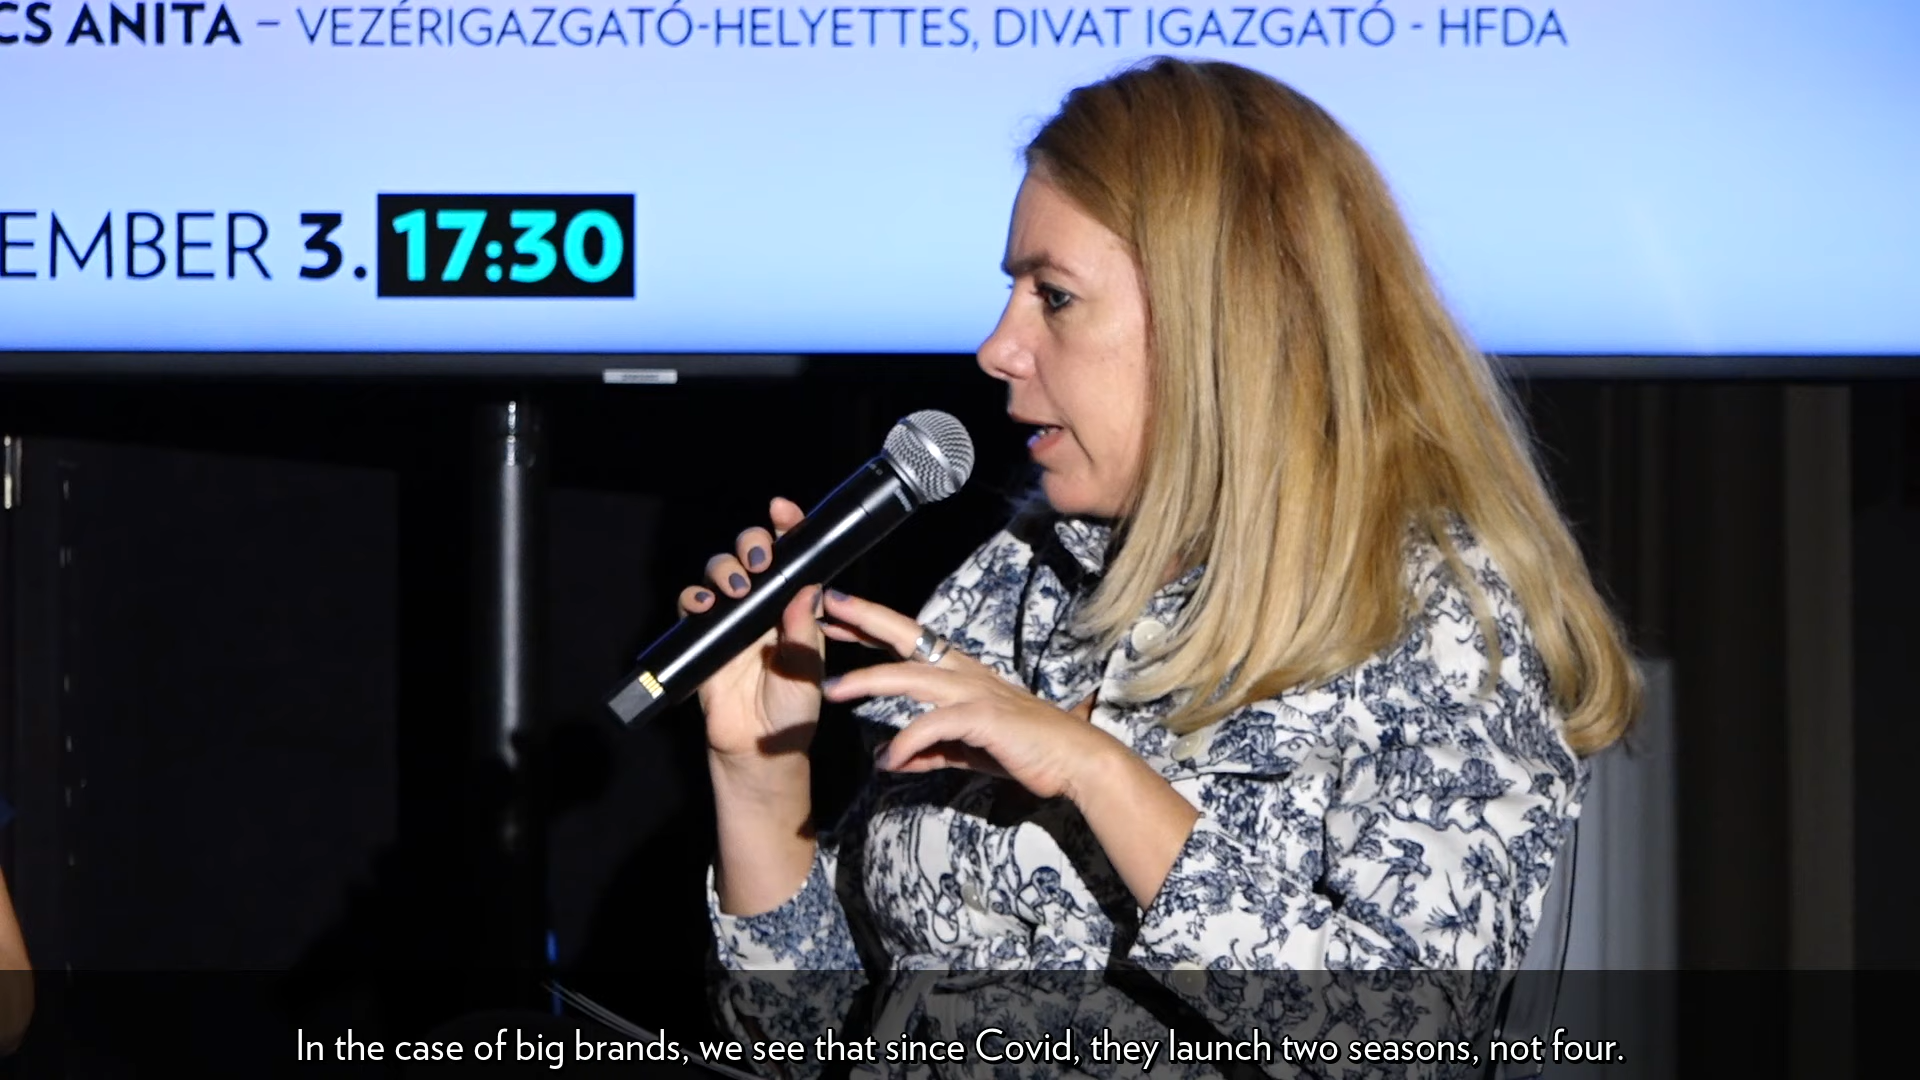 CS ANITA – VEZÉRIGAZGATÓ-HELYETTES, DIVAT IGAZGATÓ - HFDA
EMBER 3. 17:30
In the case of big brands, we see that since Covid, they launch two seasons, not four.